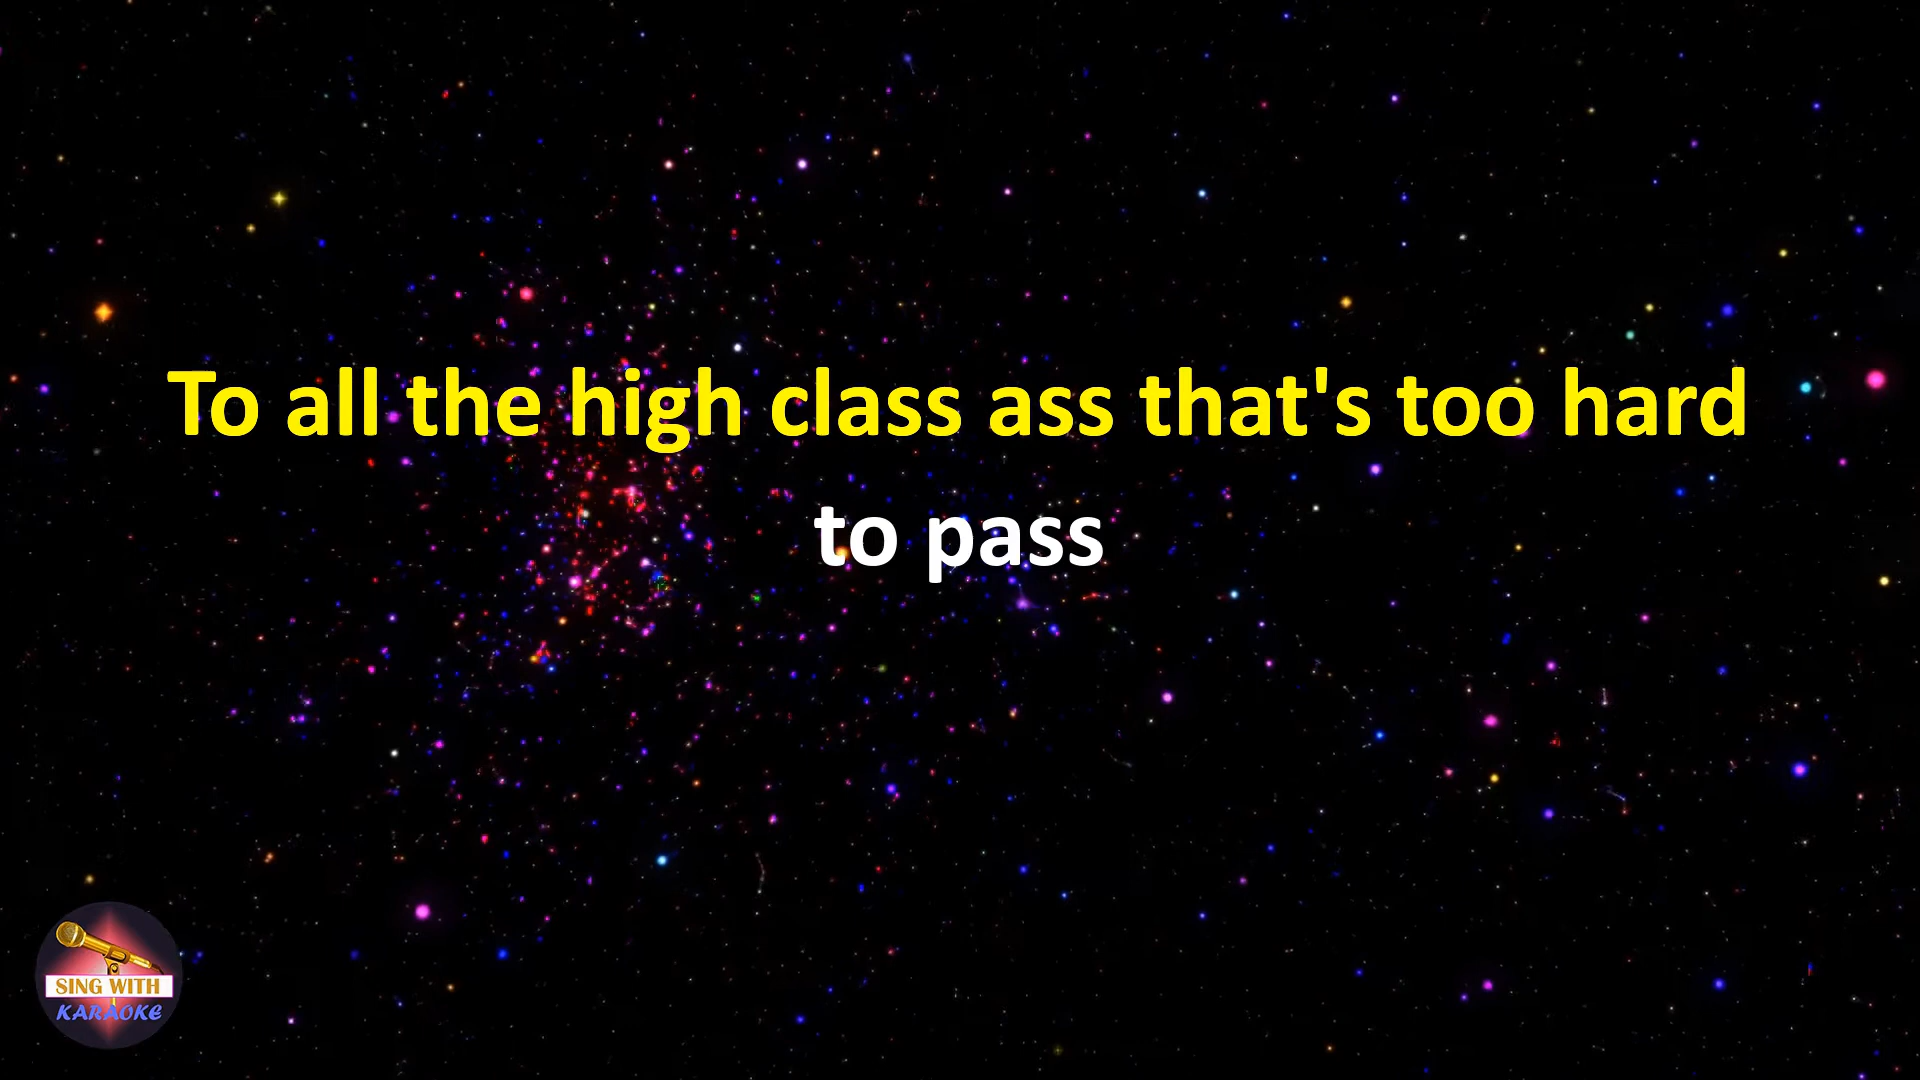 To all the high class ass that's too hard
to pass
SING WITH
KARAOKE